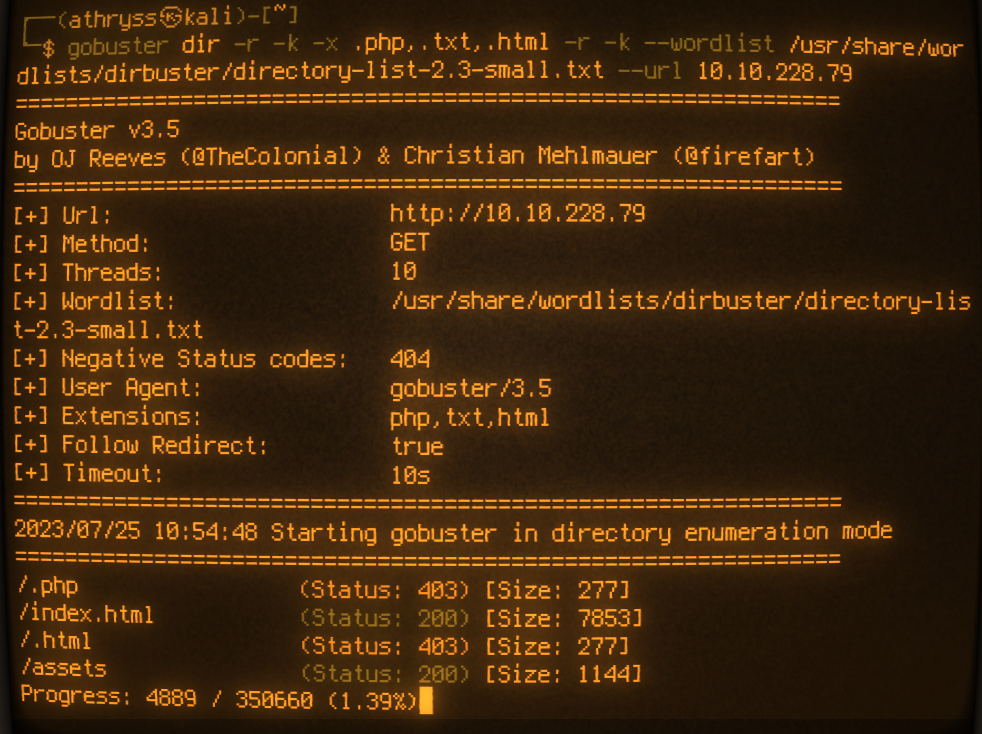 ┌──(athryss㉿kali)-[~]
└─$ gobuster dir -r -k -x .php,.txt,.html -r -k --wordlist /usr/share/wor
dlists/dirbuster/directory-list-2.3-small.txt --url 10.10.228.79
===============================================================
Gobuster v3.5
by OJ Reeves (@TheColonial) & Christian Mehlmauer (@firefart)
===============================================================
[+] Url: http://10.10.228.79
[+] Method: GET
[+] Threads: 10
[+] Wordlist: /usr/share/wordlists/dirbuster/directory-lis
t-2.3-small.txt
[+] Negative Status codes: 404
[+] User Agent: gobuster/3.5
[+] Extensions: php,txt,html
[+] Follow Redirect: true
[+] Timeout: 10s
===============================================================
2023/07/25 10:54:48 Starting gobuster in directory enumeration mode
===============================================================
/.php (Status: 403) [Size: 277]
/index.html (Status: 200) [Size: 7853]
/.html (Status: 403) [Size: 277]
/assets (Status: 200) [Size: 1144]
Progress: 4889 / 350660 (1.39%)